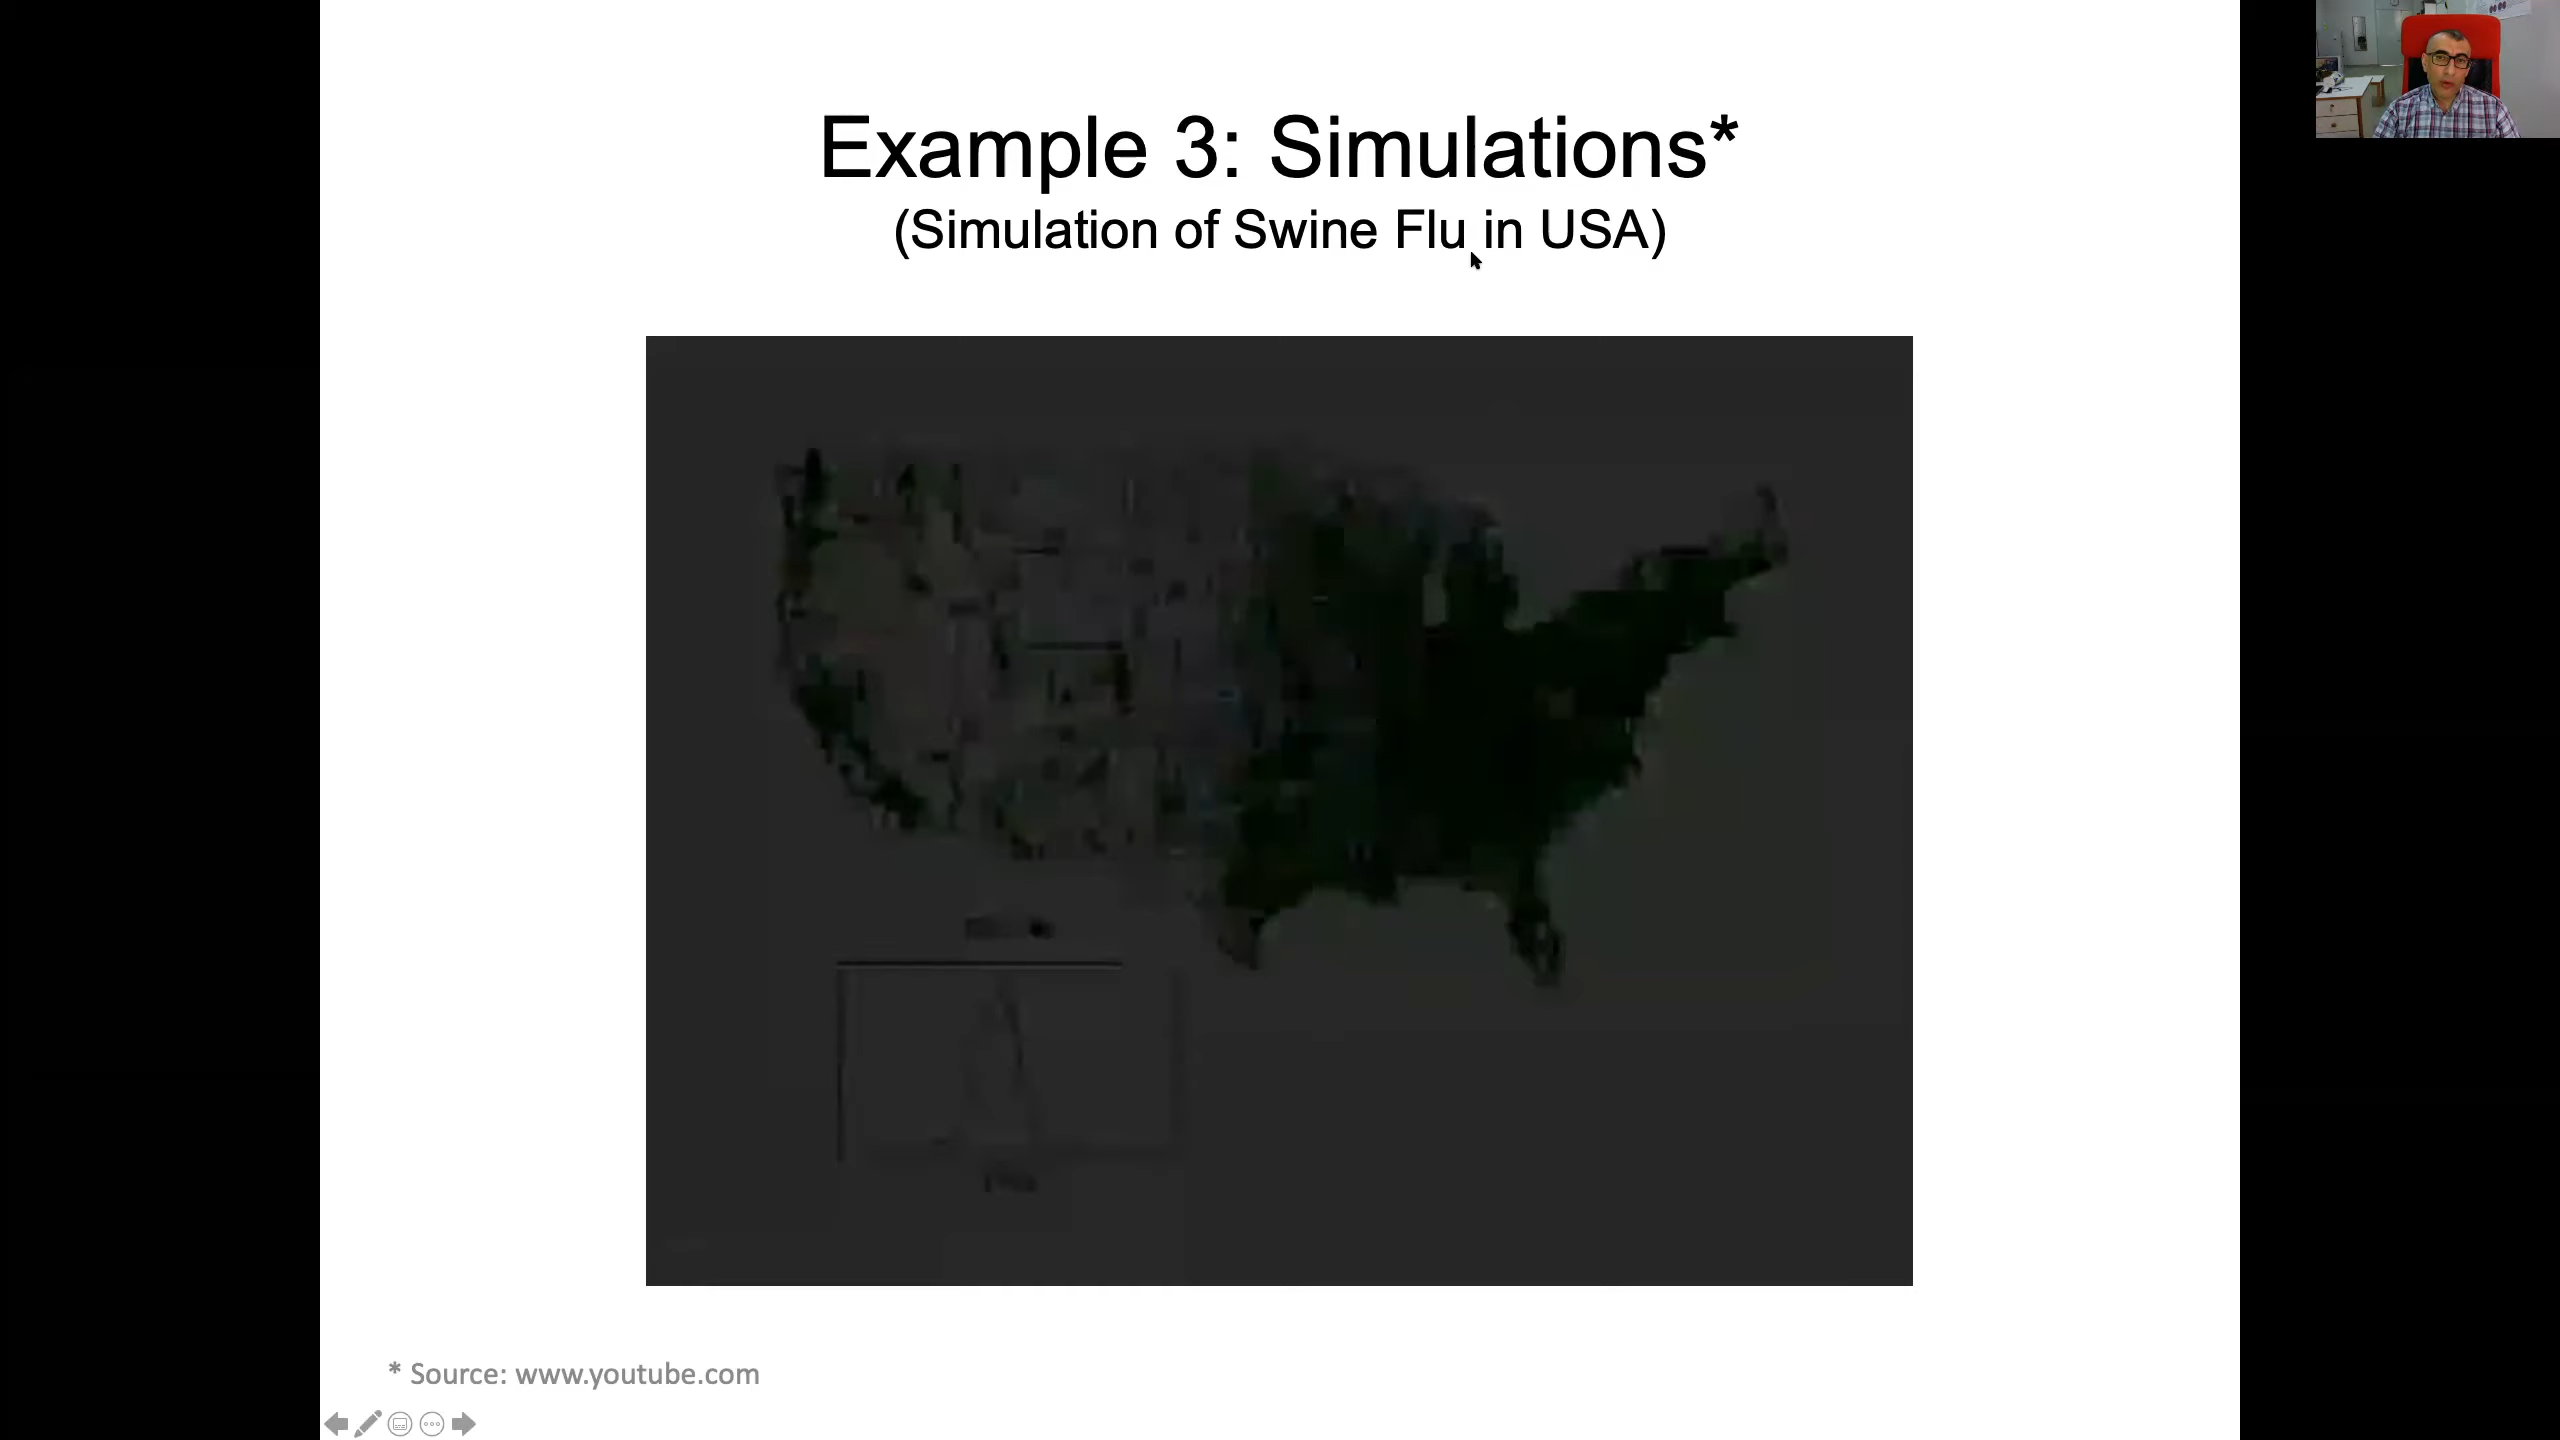 Example 3: Simulations*
(Simulation of Swine Flu in USA)
* Source: www.youtube.com